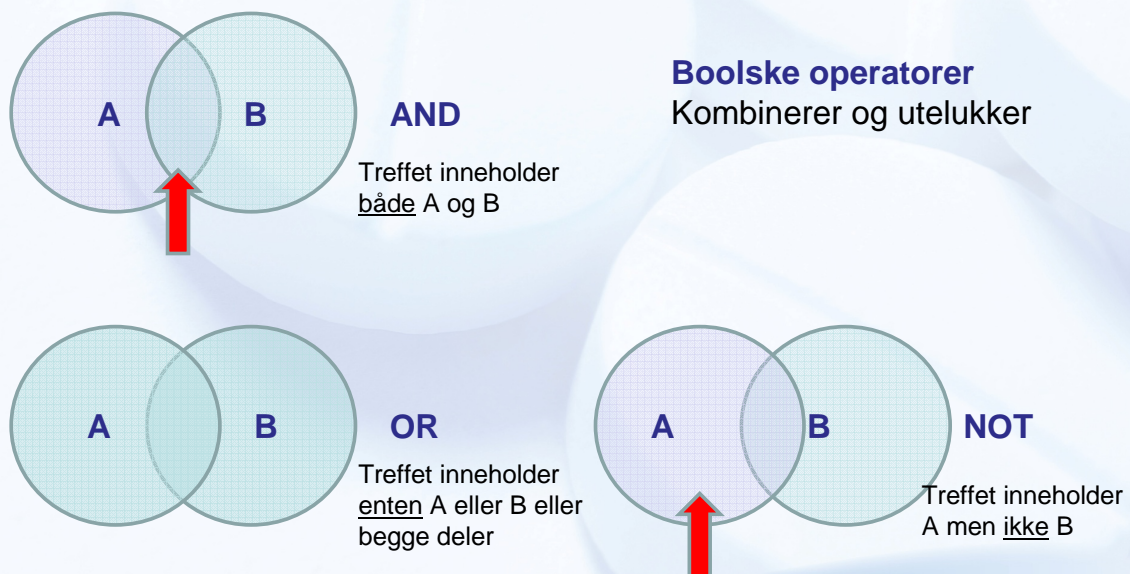 Boolske operatorer
Kombinerer og utelukker
A
B
AND
Treffet inneholder
både A og B
A
B
OR
Treffet inneholder
enten A eller B eller
begge deler
A
B
NOT
Treffet inneholder
A men ikke B